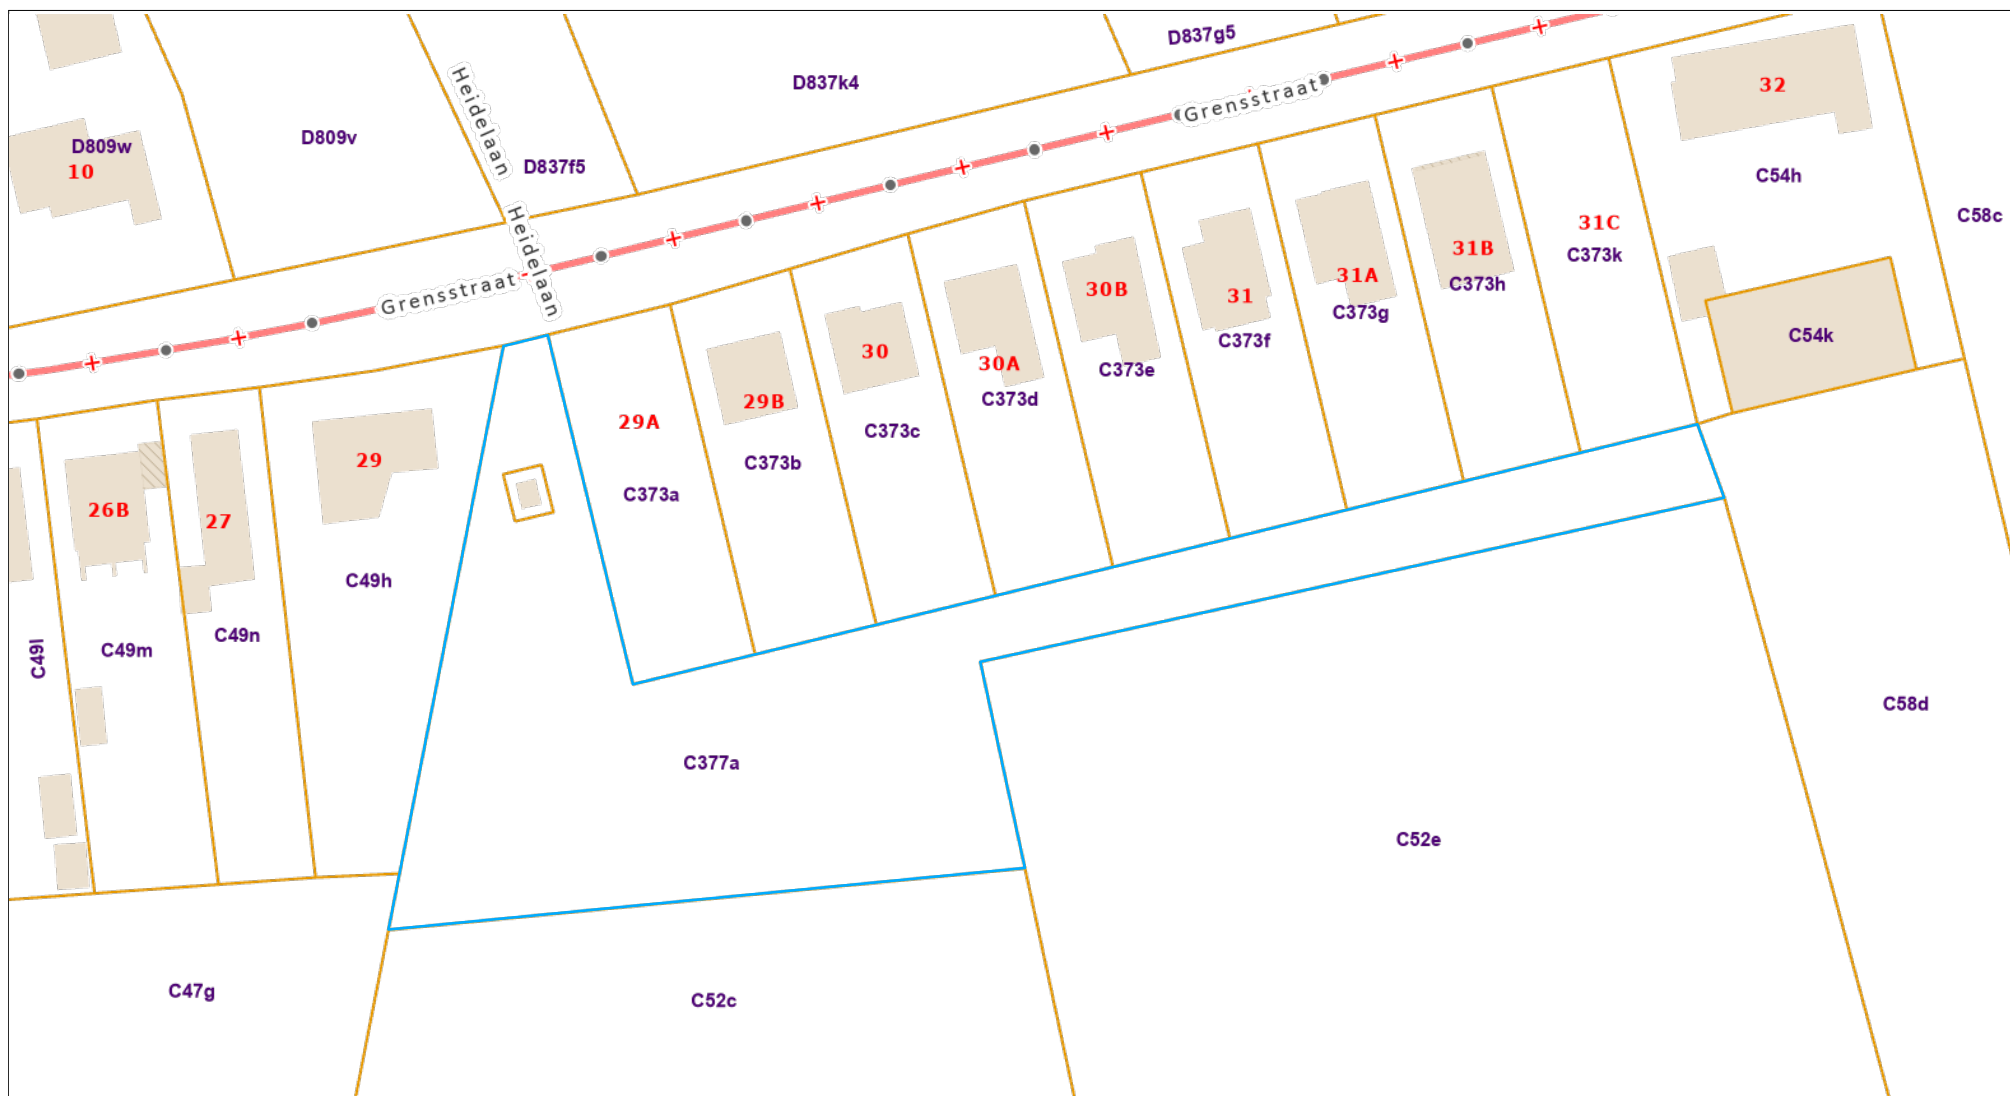 D837g5
D837k4
Heidelaan
32
D809w
D809v
Grensstraat
10
D837f5
C54h
C58c
31C
Heidelaan
31B
C373k
31A
C373h
30B
31
Grensstraat
C373g
C54k
C373f
30
30A
C373e
29B
C373d
29A
C373c
29
C373b
C373a
26B
27
C49h
C49n
C49m
C49l
C58d
C377a
C52e
C47g
C52c